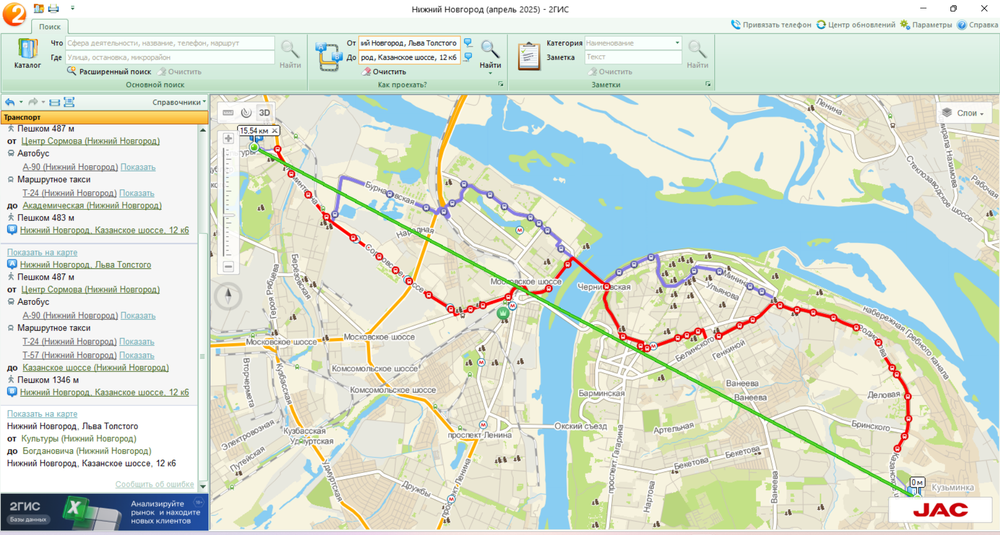 Нижний Новгород (апрель 2025) - 2ГИС
Поиск
Привязать телефон
Центр обновлений
Параметры
Справка
Каталог
Что
Сфера деятельности, название, телефон, маршрут
Где
Улица, остановка, микрорайон
Расширенный поиск
Очистить
Найти
Основной поиск
От
ий Новгород, Льва Толстого
До
род, Казанское шоссе, 12 к6
Очистить
Найти
Как проехать?
Категория
Наименование
Заметка
Текст
Очистить
Найти
Заметки
Справочники
Транспорт
Пешком 487 м
от Центр Сормова (Нижний Новгород)
Автобус
А-90 (Нижний Новгород) Показать
Маршрутное такси
Т-24 (Нижний Новгород) Показать
до Академическая (Нижний Новгород)
Пешком 483 м
B Нижний Новгород, Казанское шоссе, 12 к6
Показать на карте
A Нижний Новгород, Льва Толстого
Пешком 487 м
от Центр Сормова (Нижний Новгород)
Автобус
А-90 (Нижний Новгород) Показать
Маршрутное такси
Т-24 (Нижний Новгород) Показать
Т-57 (Нижний Новгород) Показать
до Казанское шоссе (Нижний Новгород)
Пешком 1346 м
B Нижний Новгород, Казанское шоссе, 12 к6
Показать на карте
Нижний Новгород, Льва Толстого
от Культуры (Нижний Новгород)
до Богдановича (Нижний Новгород)
Нижний Новгород, Казанское шоссе, 12 к6
Сообщить об ошибке
2ГИС
Базы данных
Анализируйте
рынок и находите
новых клиентов
18+
3D
Слои
15,54 км
Ленина
Адмирала Нахимова
Стеклозаводское шоссе
Рабочая
Бурнаковская
Народная
Берёзовская
Героя Рябцева
Московское шоссе
Черниговская
Минина
Ульянова
набережная Гребного канала
Родионова
Московское шоссе
Московское шоссе
Белинского
Генкиной
Вторчермета
Кузбасская
Комсомольское шоссе
Комсомольское шоссе
Барминская
Ванеева
Ванеева
Деловая
Электровозная
Кузбасская
Удмуртская
проспект Ленина
Окский съезд
Артельная
Бринского
Путейская
Удмуртская
Дружбы
проспект Гагарина
Бекетова
Бекетова
Нартова
Ванеева
0 м
Кузьминка
JAC